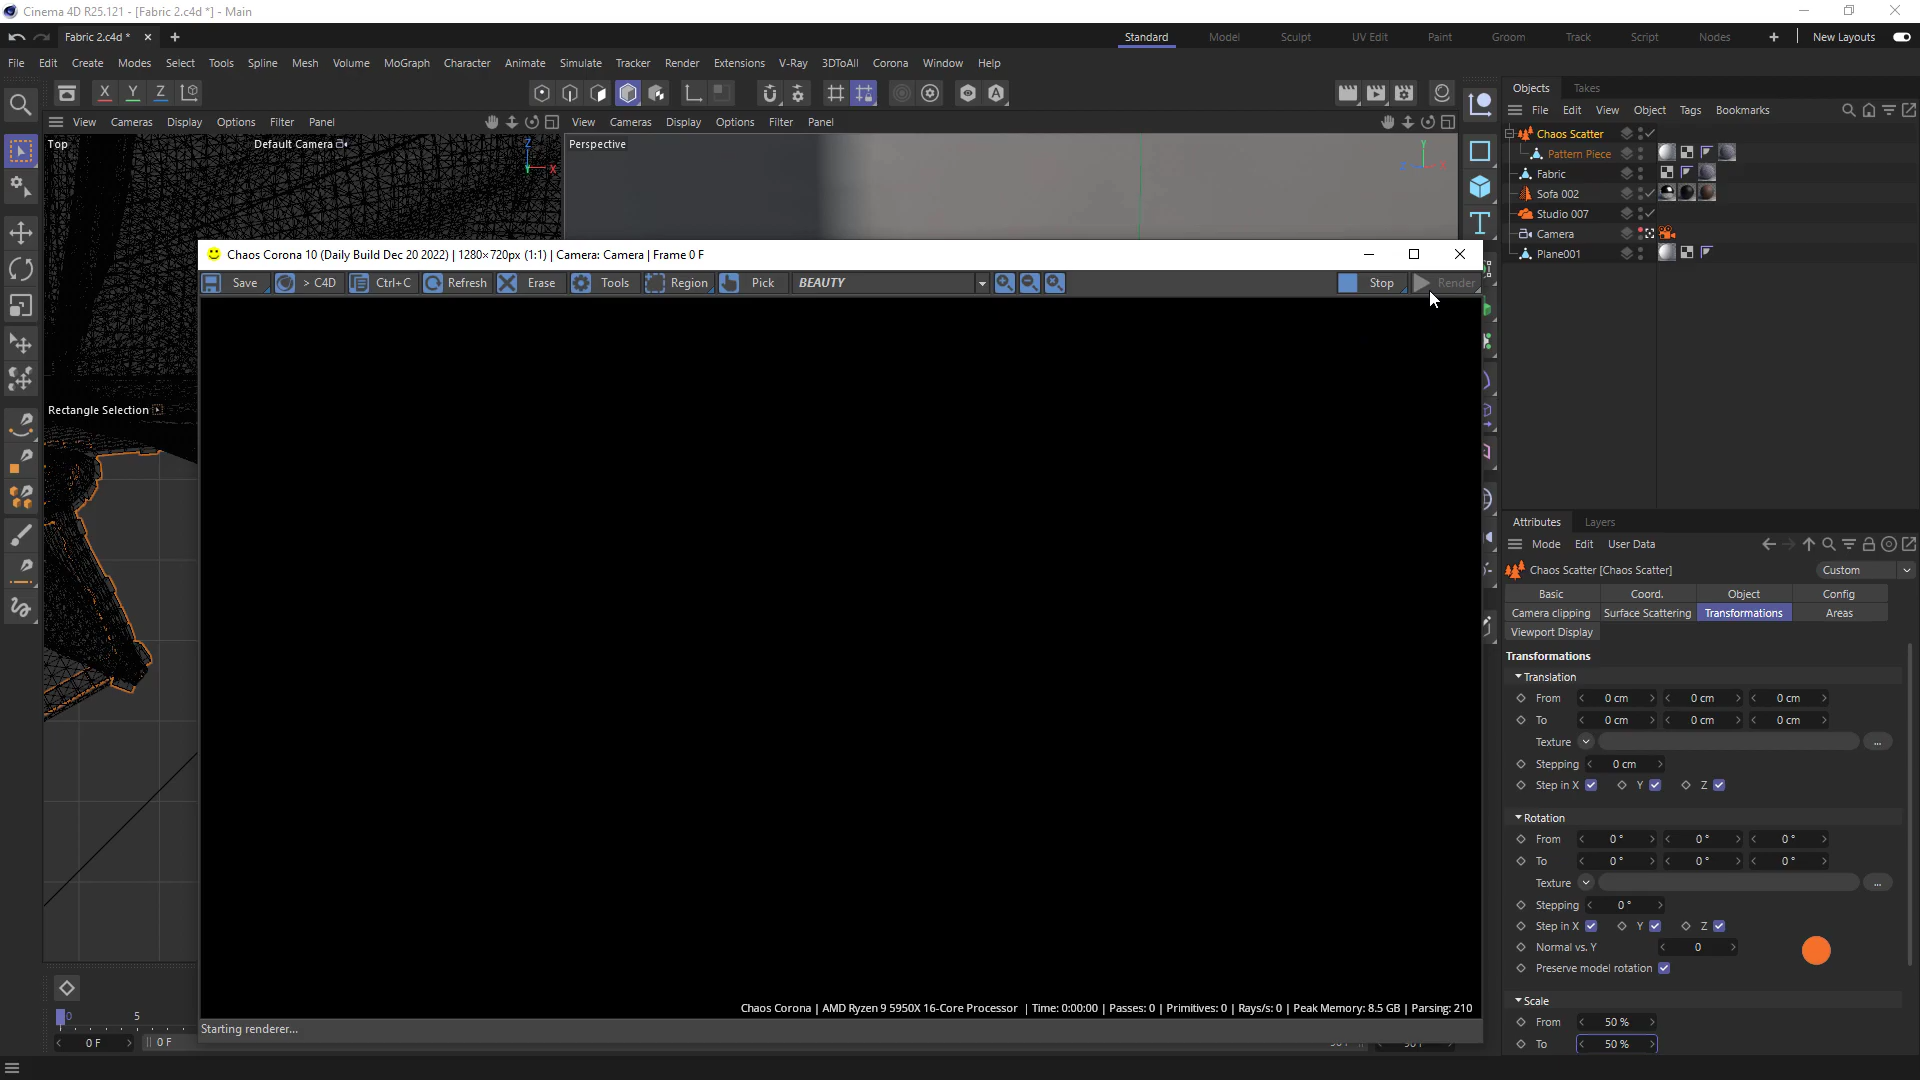 Cinema 4D R25.121 - [Fabric 2.c4d *] - Main
Fabric 2.c4d *
Standard Model Sculpt UV Edit Paint Groom Track Script Nodes New Layouts
File Edit Create Modes Select Tools Spline Mesh Volume MoGraph Character Animate Simulate Tracker Render Extensions V-Ray 3DToAll Corona Window Help
Objects Takes
File Edit View Object Tags Bookmarks
View Cameras Display Options Filter Panel
View Cameras Display Options Filter Panel
Top Default Camera
Perspective
Rectangle Selection
Chaos Scatter
Pattern Piece
Fabric
Sofa 002
Studio 007
Camera
Plane001
Chaos Corona 10 (Daily Build Dec 20 2022) | 1280×720px (1:1) | Camera: Camera | Frame 0 F
Save > C4D Ctrl+C Refresh Erase Tools Region Pick BEAUTY Stop Render
Chaos Corona | AMD Ryzen 9 5950X 16-Core Processor | Time: 0:00:00 | Passes: 0 | Primitives: 0 | Rays/s: 0 | Peak Memory: 8.5 GB | Parsing: 210
Starting renderer...
0 5
0 F 0 F
Attributes Layers
Mode Edit User Data
Chaos Scatter [Chaos Scatter] Custom
Basic Coord. Object Config
Camera clipping Surface Scattering Transformations Areas
Viewport Display
Transformations
Translation
From 0 cm 0 cm 0 cm
To 0 cm 0 cm 0 cm
Texture ...
Stepping 0 cm
Step in X Y Z
Rotation
From 0 ° 0 ° 0 °
To 0 ° 0 ° 0 °
Texture ...
Stepping 0 °
Step in X Y Z
Normal vs. Y 0
Preserve model rotation
Scale
From 50 %
To 50 %